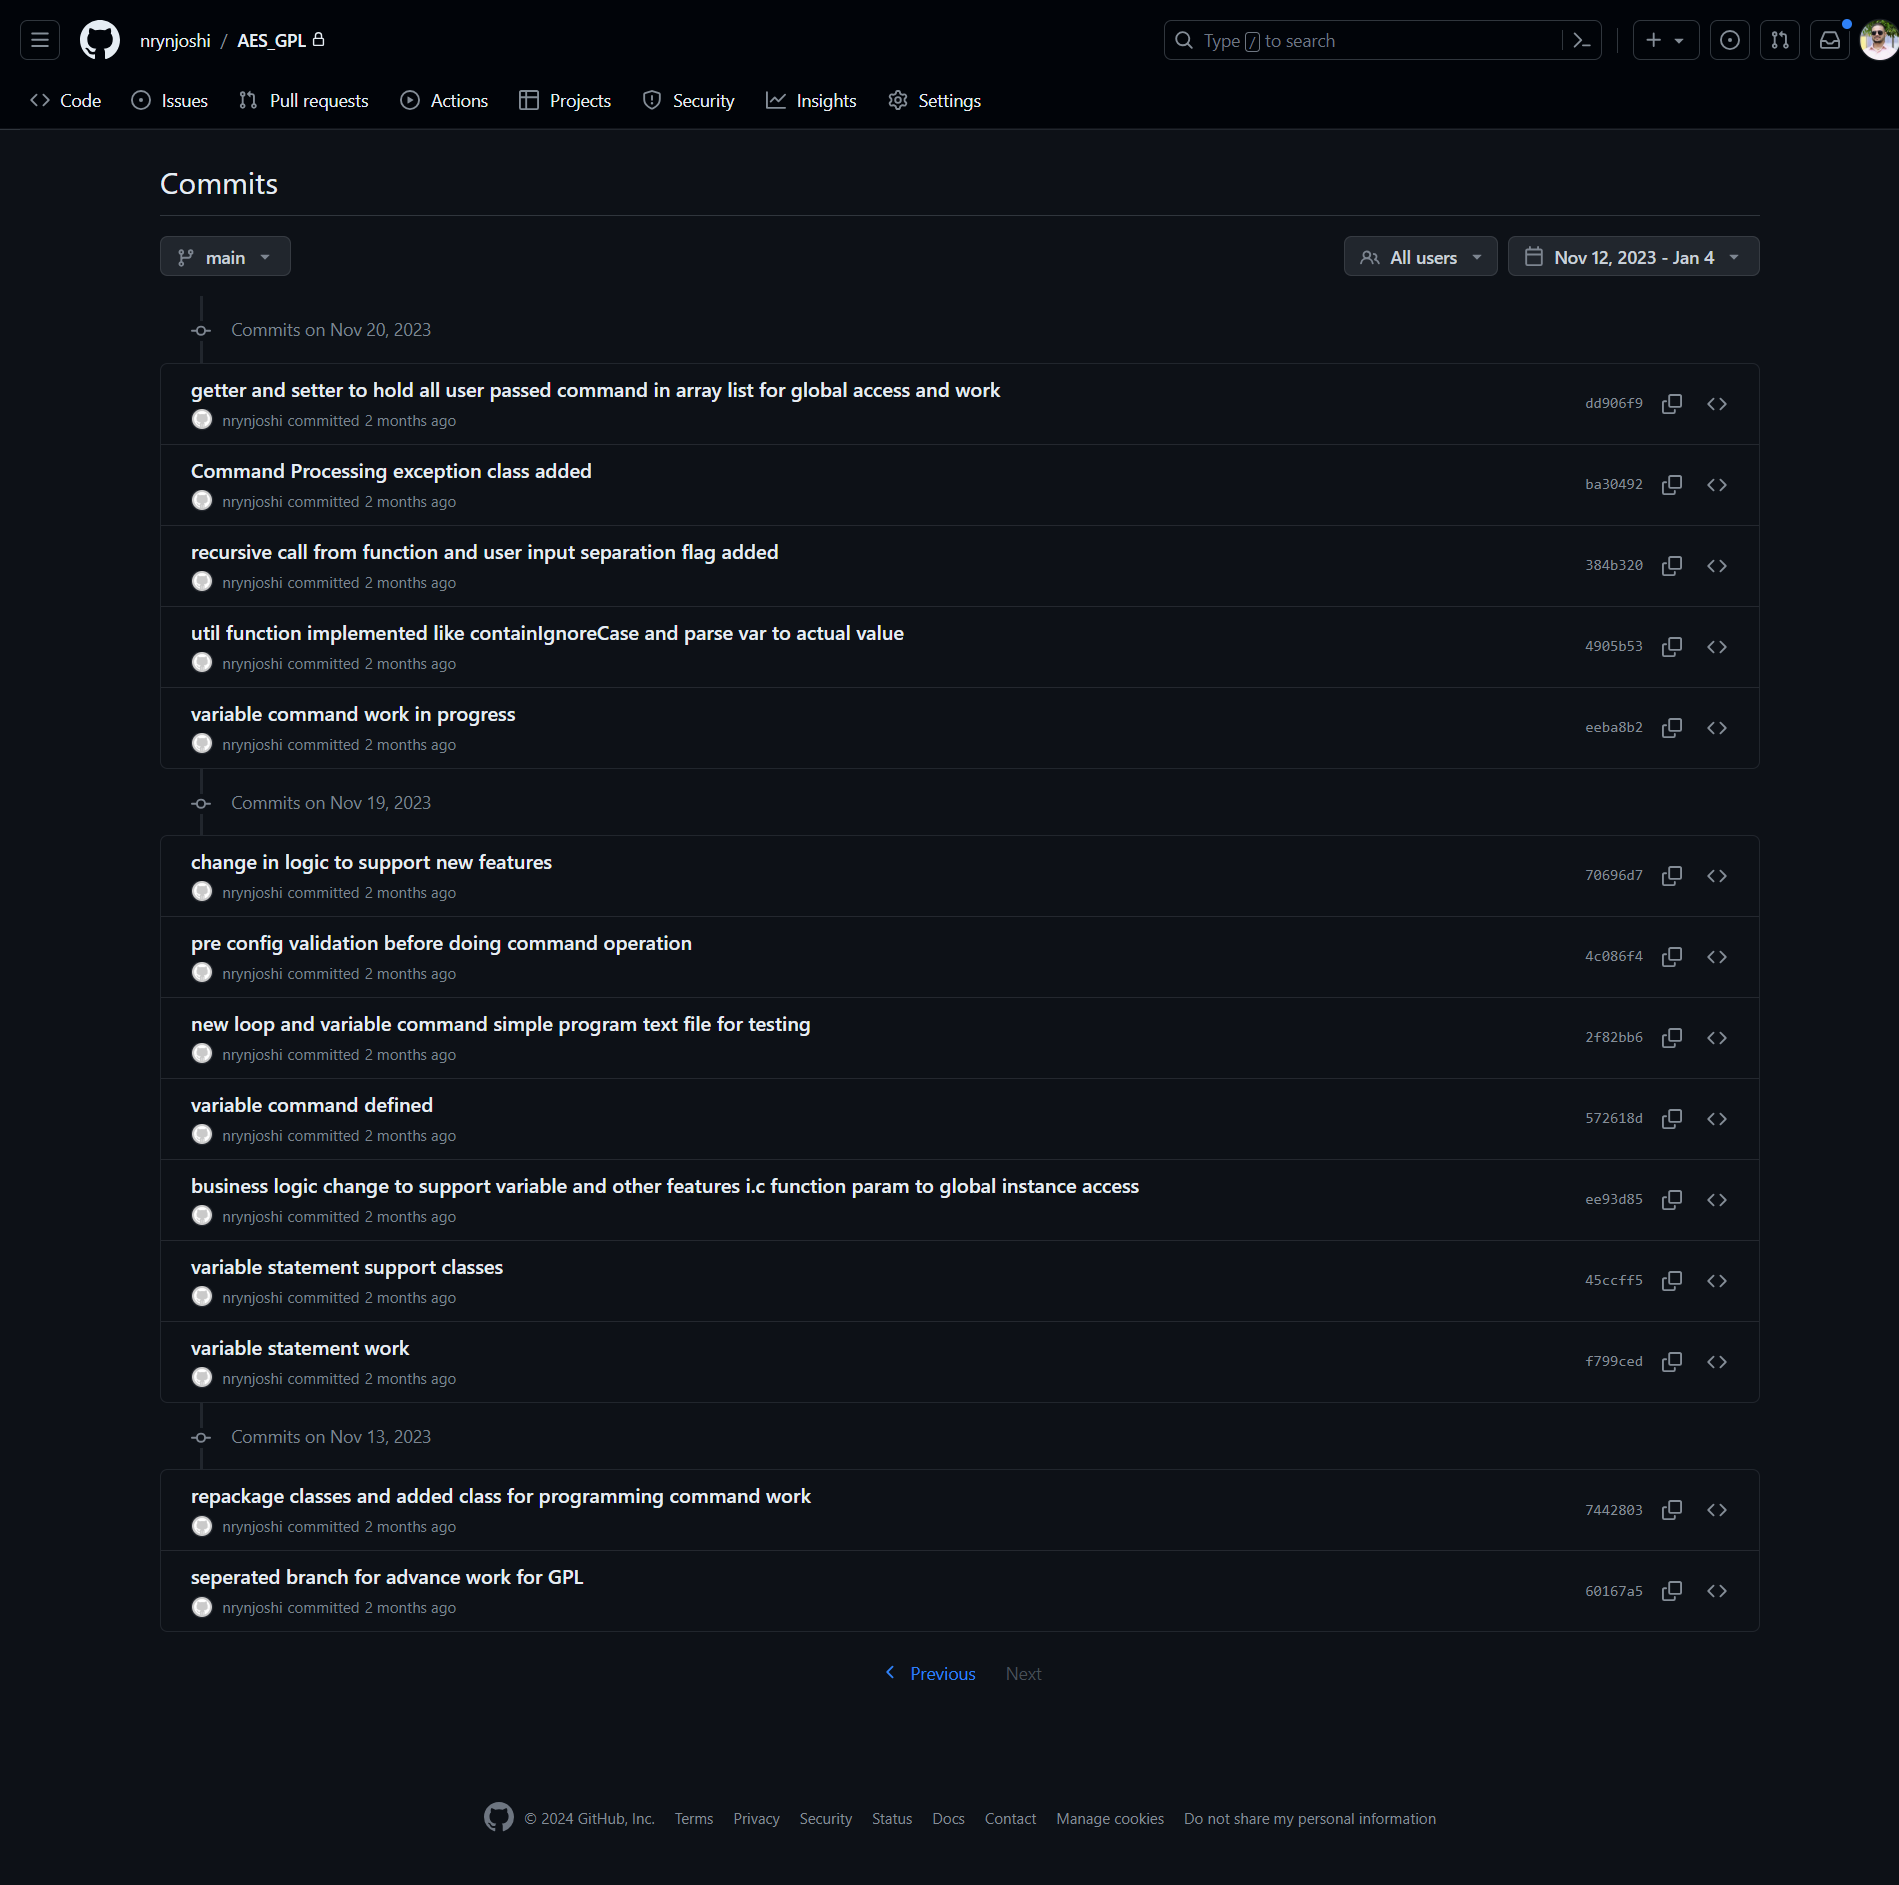 nrynjoshi / AES_GPL
Type / to search
Code Issues Pull requests Actions Projects Security Insights Settings
Commits
main All users Nov 12, 2023 - Jan 4
Commits on Nov 20, 2023
getter and setter to hold all user passed command in array list for global access and work
nrynjoshi committed 2 months ago dd906f9
Command Processing exception class added
nrynjoshi committed 2 months ago ba30492
recursive call from function and user input separation flag added
nrynjoshi committed 2 months ago 384b320
util function implemented like containIgnoreCase and parse var to actual value
nrynjoshi committed 2 months ago 4905b53
variable command work in progress
nrynjoshi committed 2 months ago eeba8b2
Commits on Nov 19, 2023
change in logic to support new features
nrynjoshi committed 2 months ago 70696d7
pre config validation before doing command operation
nrynjoshi committed 2 months ago 4c086f4
new loop and variable command simple program text file for testing
nrynjoshi committed 2 months ago 2f82bb6
variable command defined
nrynjoshi committed 2 months ago 572618d
business logic change to support variable and other features i.c function param to global instance access
nrynjoshi committed 2 months ago ee93d85
variable statement support classes
nrynjoshi committed 2 months ago 45ccff5
variable statement work
nrynjoshi committed 2 months ago f799ced
Commits on Nov 13, 2023
repackage classes and added class for programming command work
nrynjoshi committed 2 months ago 7442803
seperated branch for advance work for GPL
nrynjoshi committed 2 months ago 60167a5
Previous Next
© 2024 GitHub, Inc. Terms Privacy Security Status Docs Contact Manage cookies Do not share my personal information